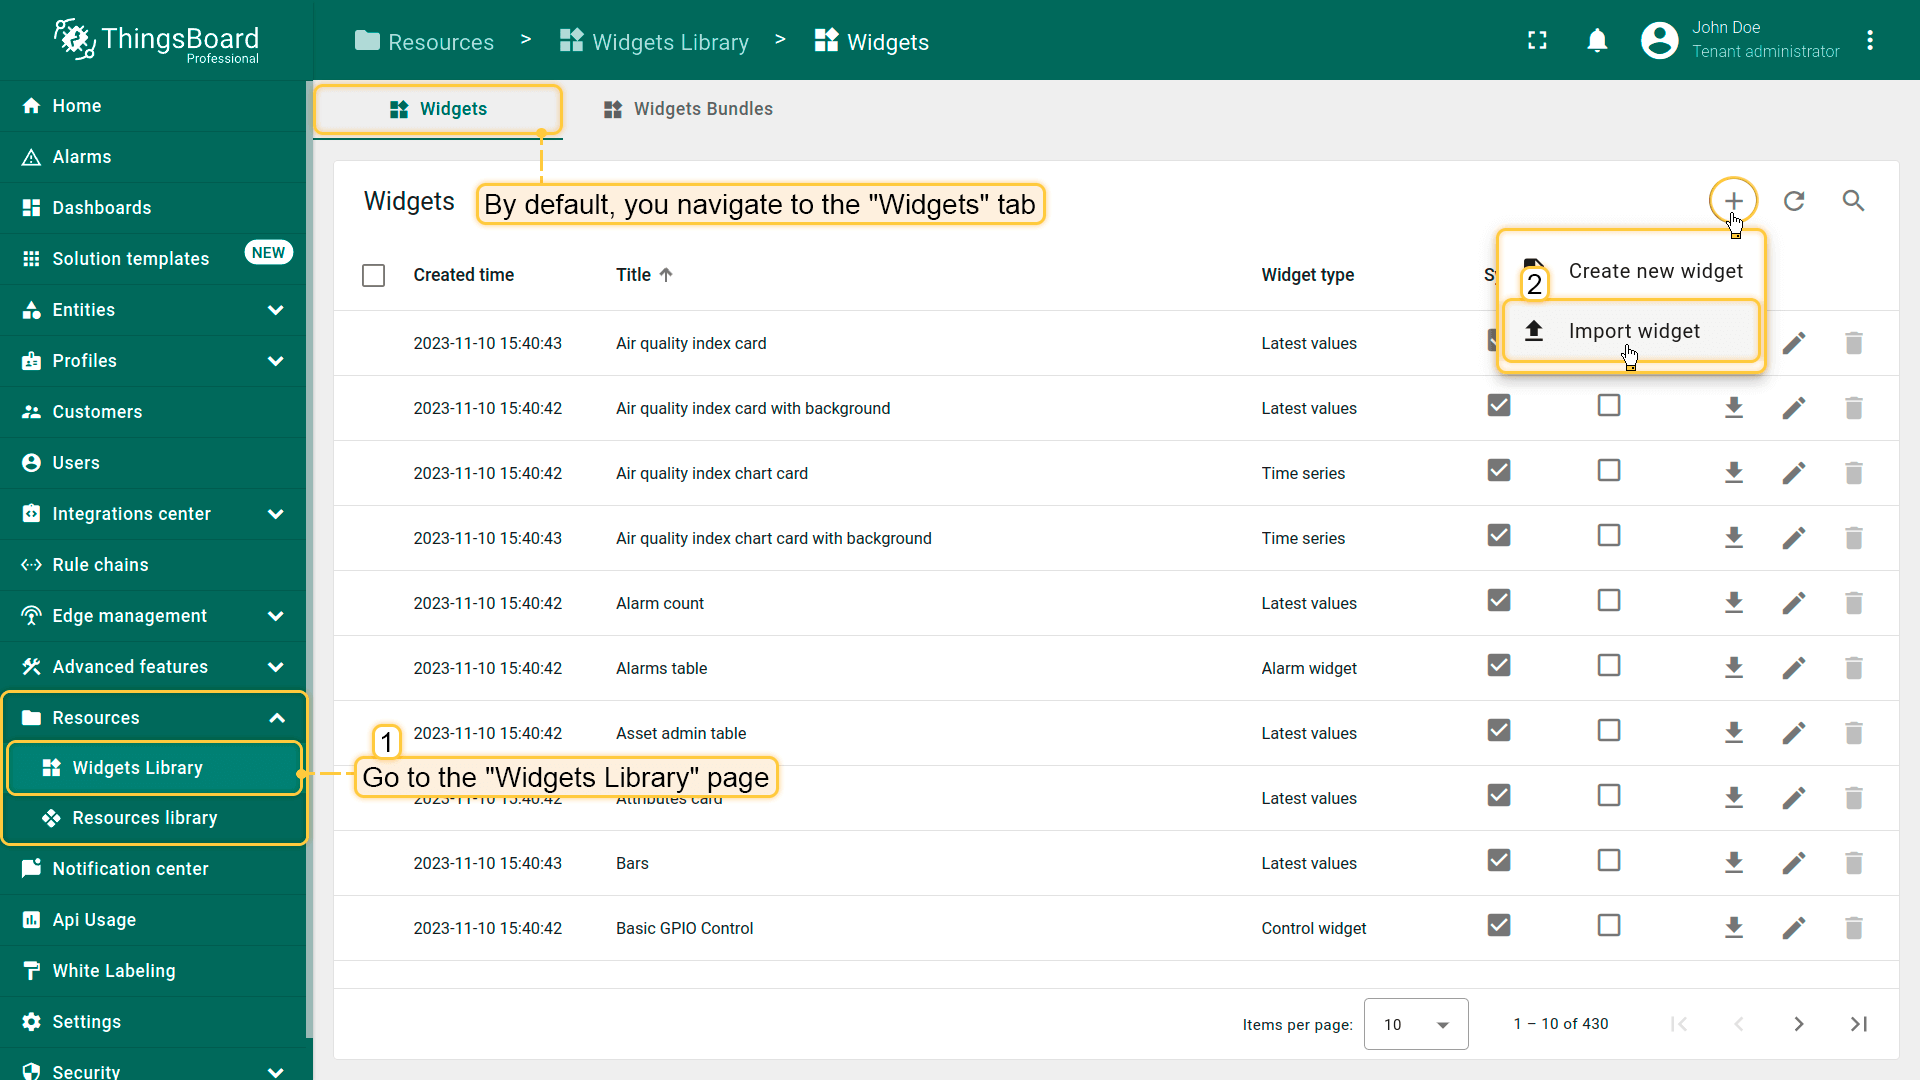 ThingsBoard
Professional
Resources > Widgets Library > Widgets
John Doe
Tenant administrator
Home
Alarms
Dashboards
Solution templates NEW
Entities
Profiles
Customers
Users
Integrations center
Rule chains
Edge management
Advanced features
Resources
Widgets Library
Resources library
Notification center
Api Usage
White Labeling
Settings
Security
Widgets Widgets Bundles
Widgets
By default, you navigate to the "Widgets" tab
Create new widget
2
Import widget
Created time Title Widget type
2023-11-10 15:40:43 Air quality index card Latest values
2023-11-10 15:40:42 Air quality index card with background Latest values
2023-11-10 15:40:42 Air quality index chart card Time series
2023-11-10 15:40:43 Air quality index chart card with background Time series
2023-11-10 15:40:42 Alarm count Latest values
2023-11-10 15:40:42 Alarms table Alarm widget
2023-11-10 15:40:42 Asset admin table Latest values
1
Go to the "Widgets Library" page
2023-11-10 15:40:42 Attributes card Latest values
2023-11-10 15:40:43 Bars Latest values
2023-11-10 15:40:42 Basic GPIO Control Control widget
Items per page: 10 1 – 10 of 430